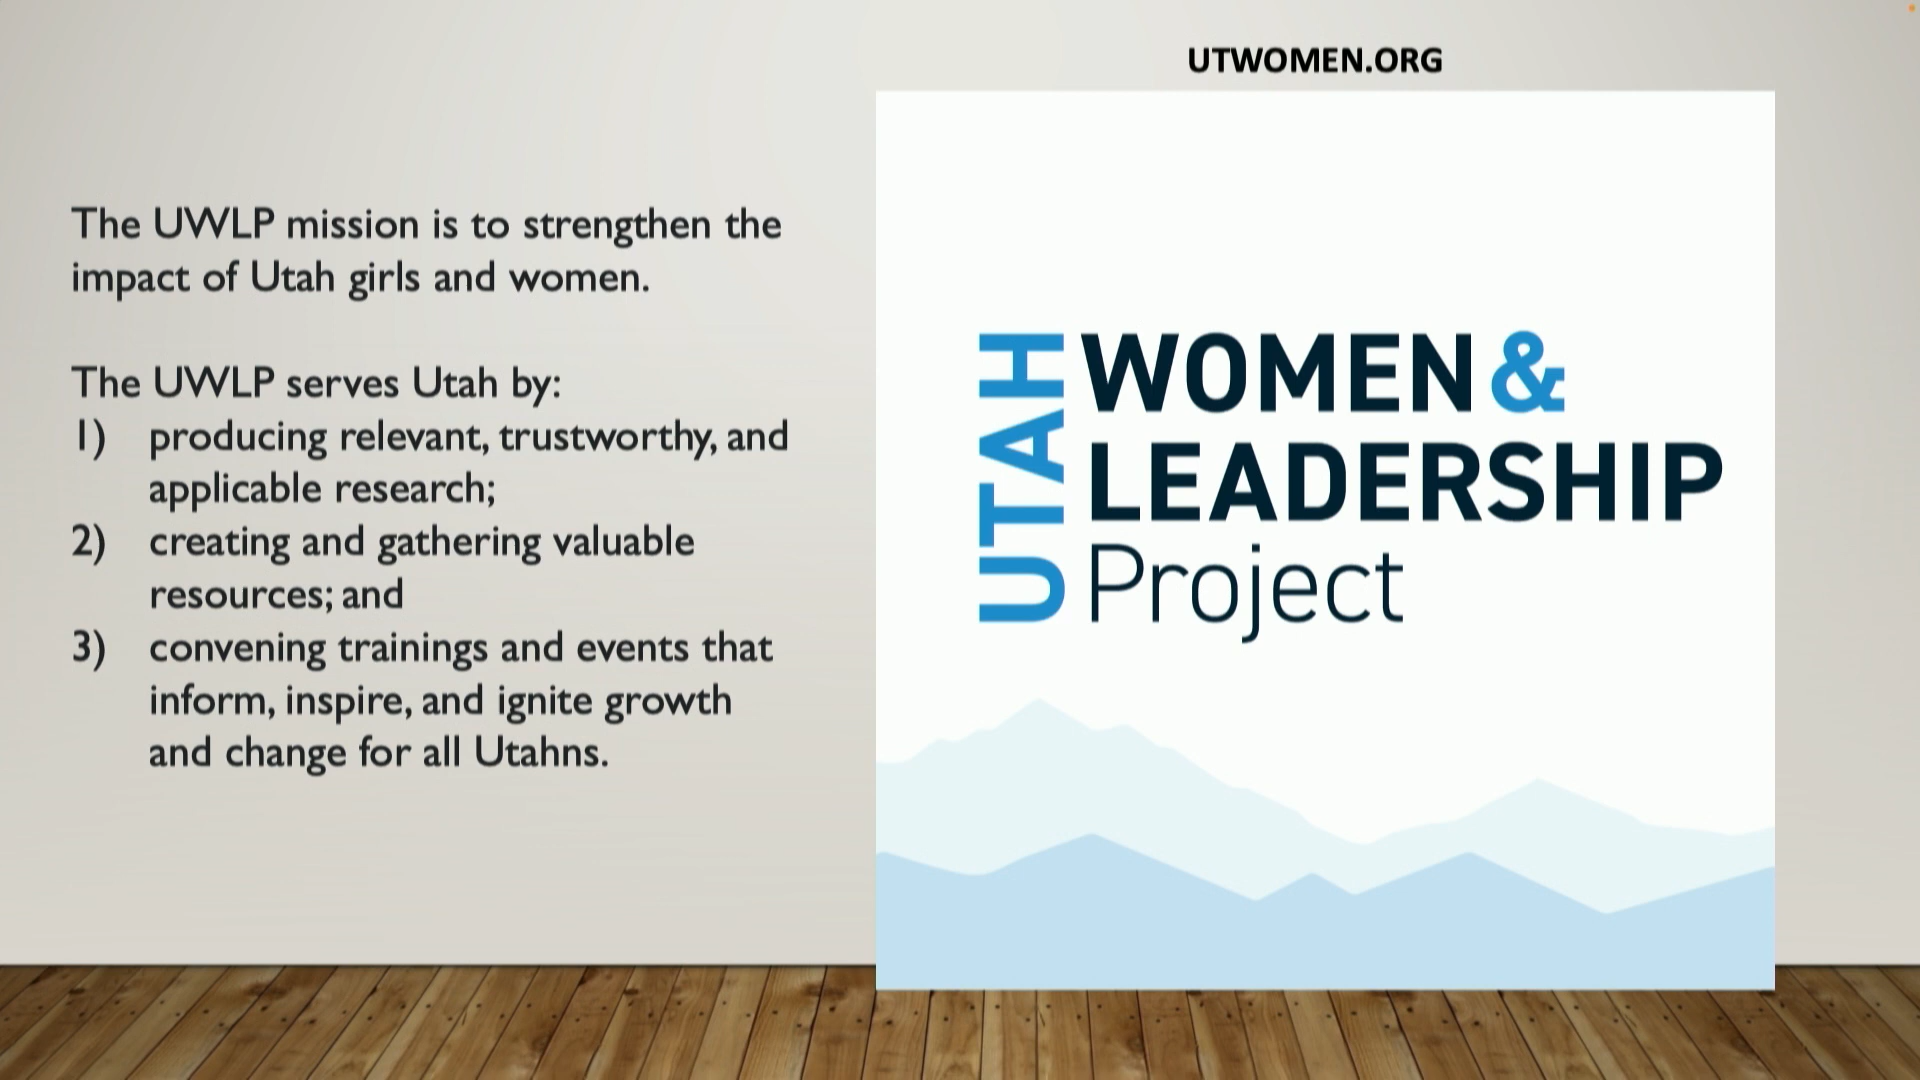 UTWOMEN.ORG
The UWLP mission is to strengthen the
impact of Utah girls and women.
The UWLP serves Utah by:
1) producing relevant, trustworthy, and
applicable research;
2) creating and gathering valuable
resources; and
3) convening trainings and events that
inform, inspire, and ignite growth
and change for all Utahns.
UTAH
WOMEN &
LEADERSHIP
Project